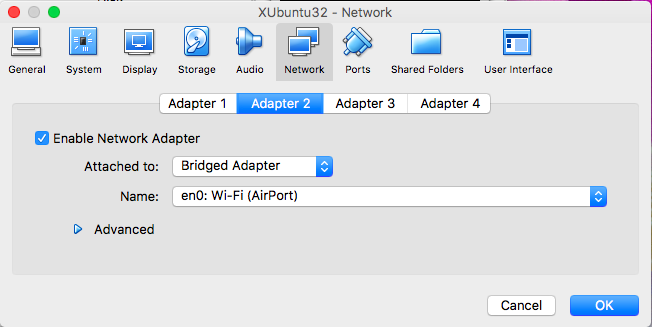 XUbuntu32 - Network
General System Display Storage Audio Network Ports Shared Folders User Interface
Adapter 1 Adapter 2 Adapter 3 Adapter 4
Enable Network Adapter
Attached to: Bridged Adapter
Name: en0: Wi-Fi (AirPort)
Advanced
Cancel OK